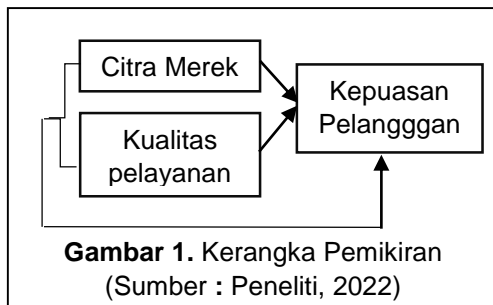 Citra Merek
Kepuasan
Pelangggan
Kualitas
pelayanan
Gambar 1. Kerangka Pemikiran
(Sumber : Peneliti, 2022)